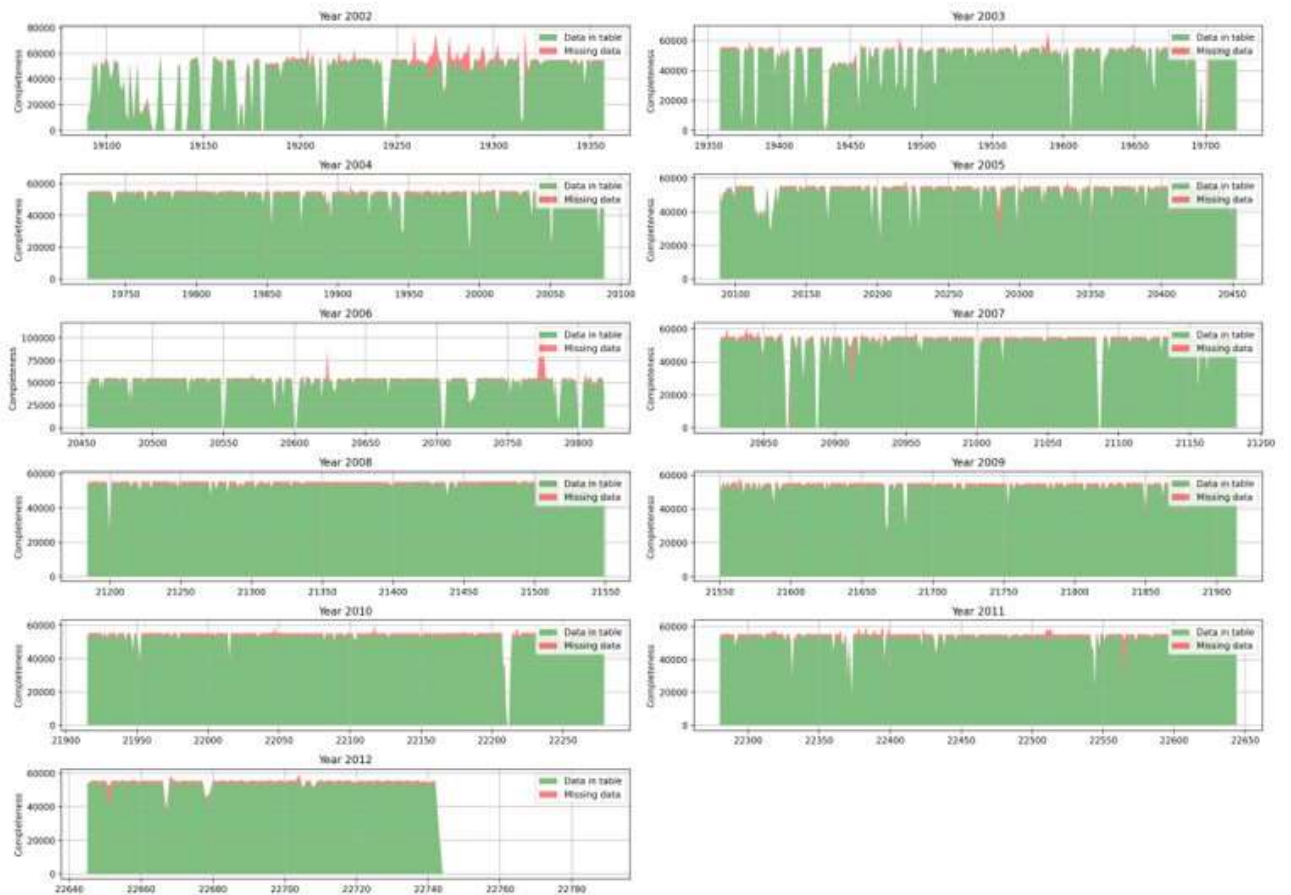 Year 2002
Completeness
80000
60000
40000
20000
0
Data in table
Missing data
19100 19150 19200 19250 19300 19350
Year 2003
Completeness
60000
40000
20000
0
Data in table
Missing data
19350 19400 19450 19500 19550 19600 19650 19700
Year 2004
Completeness
60000
40000
20000
0
Data in table
Missing data
19750 19800 19850 19900 19950 20000 20050 20100
Year 2005
Completeness
60000
40000
20000
0
Data in table
Missing data
20100 20150 20200 20250 20300 20350 20400 20450
Year 2006
Completeness
100000
75000
50000
25000
0
Data in table
Missing data
20450 20500 20550 20600 20650 20700 20750 20800
Year 2007
Completeness
60000
40000
20000
0
Data in table
Missing data
20850 20900 20950 21000 21050 21100 21150 21200
Year 2008
Completeness
60000
40000
20000
0
Data in table
Missing data
21200 21250 21300 21350 21400 21450 21500 21550
Year 2009
Completeness
60000
40000
20000
0
Data in table
Missing data
21550 21600 21650 21700 21750 21800 21850 21900
Year 2010
Completeness
60000
40000
20000
0
Data in table
Missing data
21900 21950 22000 22050 22100 22150 22200 22250
Year 2011
Completeness
60000
40000
20000
0
Data in table
Missing data
22300 22350 22400 22450 22500 22550 22600 22650
Year 2012
Completeness
60000
40000
20000
0
Data in table
Missing data
22640 22660 22680 22700 22720 22740 22760 22780